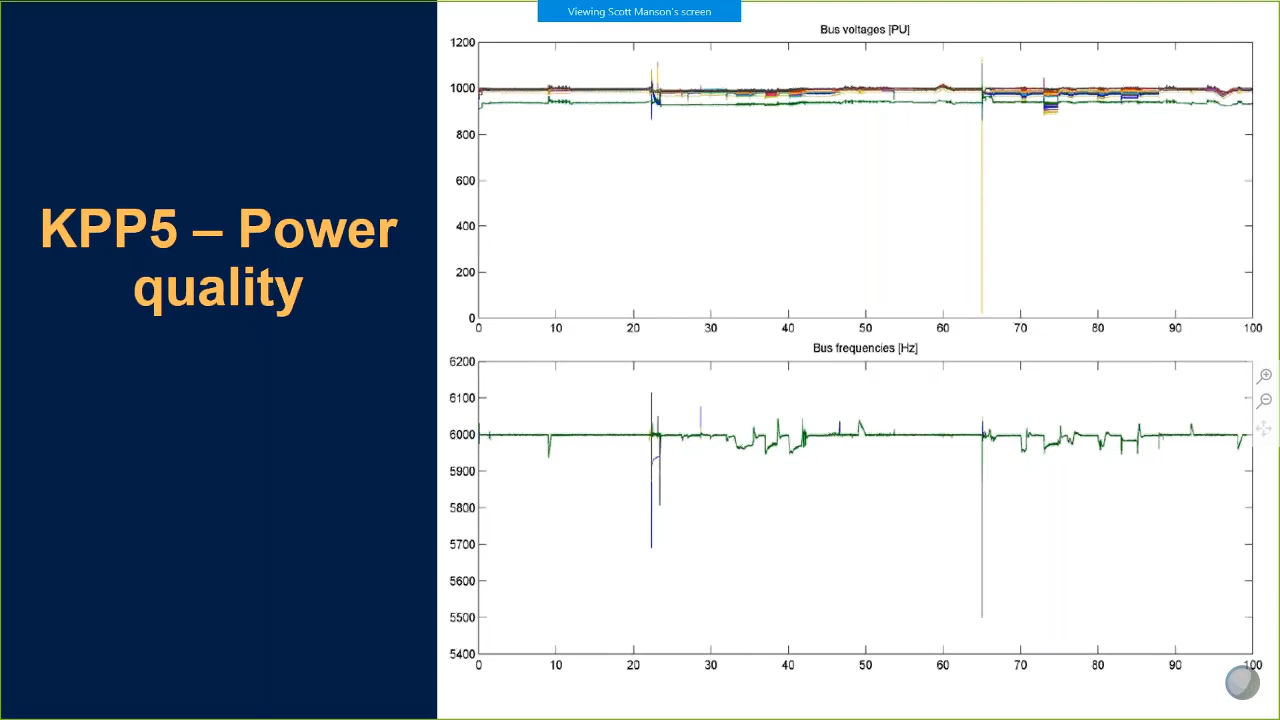 Viewing Scott Manson's screen
KPP5 – Power
quality
Bus voltages [PU]
1200
1000
800
600
400
200
0
0 10 20 30 40 50 60 70 80 90 100
Bus frequencies [Hz]
6200
6100
6000
5900
5800
5700
5600
5500
5400
0 10 20 30 40 50 60 70 80 90 100